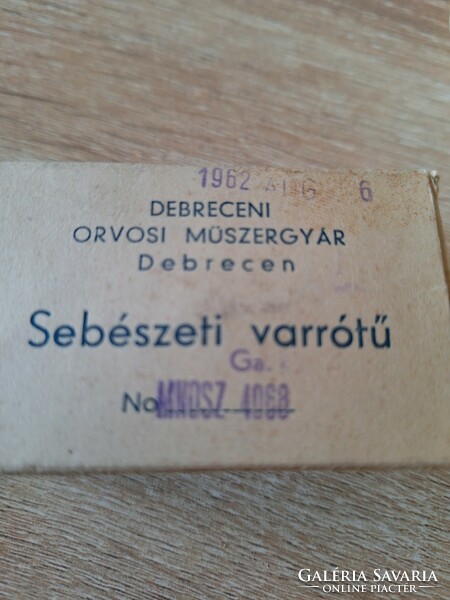 1962 AUG 6
DEBRECENI
ORVOSI MŰSZERGYÁR
Debrecen
Sebészeti varrótű
Ga.
No MNOSZ 4068
GALÉRIA SAVARIA
ONLINE PIACTÉR